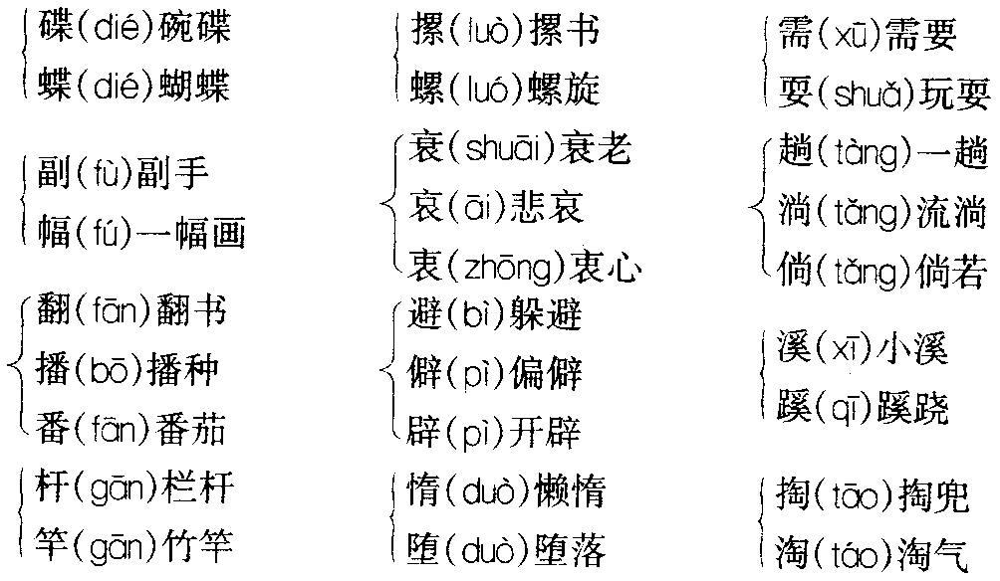 碟(dié)碗碟
蝶(dié)蝴蝶
摞(luò)摞书
螺(luó)螺旋
需(xū)需要
耍(shuǎ)玩耍
副(fù)副手
幅(fú)一幅画
衰(shuāi)衰老
哀(āi)悲哀
衷(zhōng)衷心
趟(tàng)一趟
淌(tǎng)流淌
倘(tǎng)倘若
翻(fān)翻书
播(bō)播种
番(fān)番茄
避(bì)躲避
僻(pì)偏僻
辟(pì)开辟
溪(xī)小溪
蹊(qī)蹊跷
杆(gān)栏杆
竿(gān)竹竿
惰(duò)懒惰
堕(duò)堕落
掏(tāo)掏兜
淘(táo)淘气